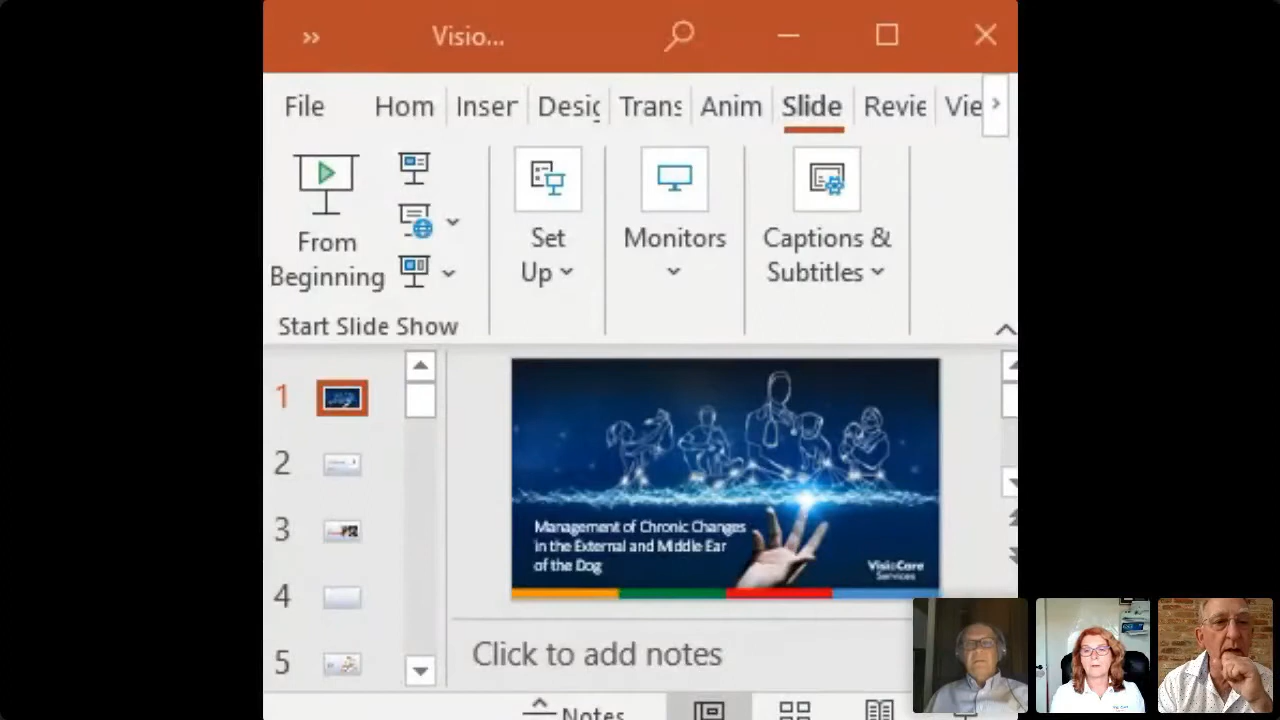 Visio...
File Hom Inser Desig Trans Anim Slide Revie Vie
From
Beginning
Set
Up
Monitors
Captions &
Subtitles
Start Slide Show
1
2
3
4
5
Management of Chronic Changes
in the External and Middle Ear
of the Dog
VisioCare
Services
Click to add notes
Notes